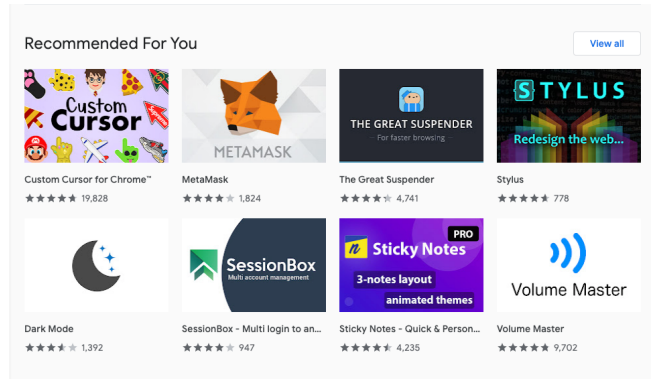 Recommended For You
View all
Custom
Cursor
METAMASK
THE GREAT SUSPENDER
For faster browsing
STYLUS
Redesign the web...
Custom Cursor for Chrome™
MetaMask
The Great Suspender
Stylus
19,828
1,824
4,741
778
SessionBox
Multi account management
PRO
n Sticky Notes
3-notes layout
animated themes
Volume Master
Dark Mode
SessionBox - Multi login to an...
Sticky Notes - Quick & Person...
Volume Master
1,392
947
4,235
9,702